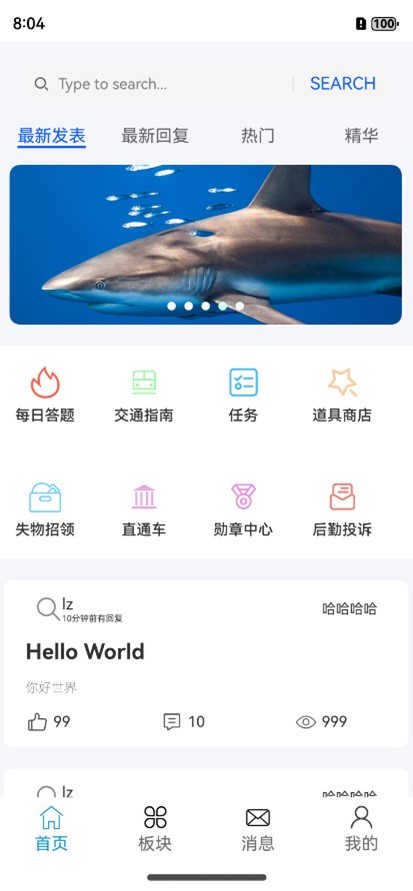 8:04
100
Type to search...
SEARCH
最新发表 最新回复 热门 精华
每日答题 交通指南 任务 道具商店
失物招领 直通车 勋章中心 后勤投诉
lz
10分钟前有回复
哈哈哈哈
Hello World
你好世界
99 10 999
lz
哈哈哈哈
首页 板块 消息 我的